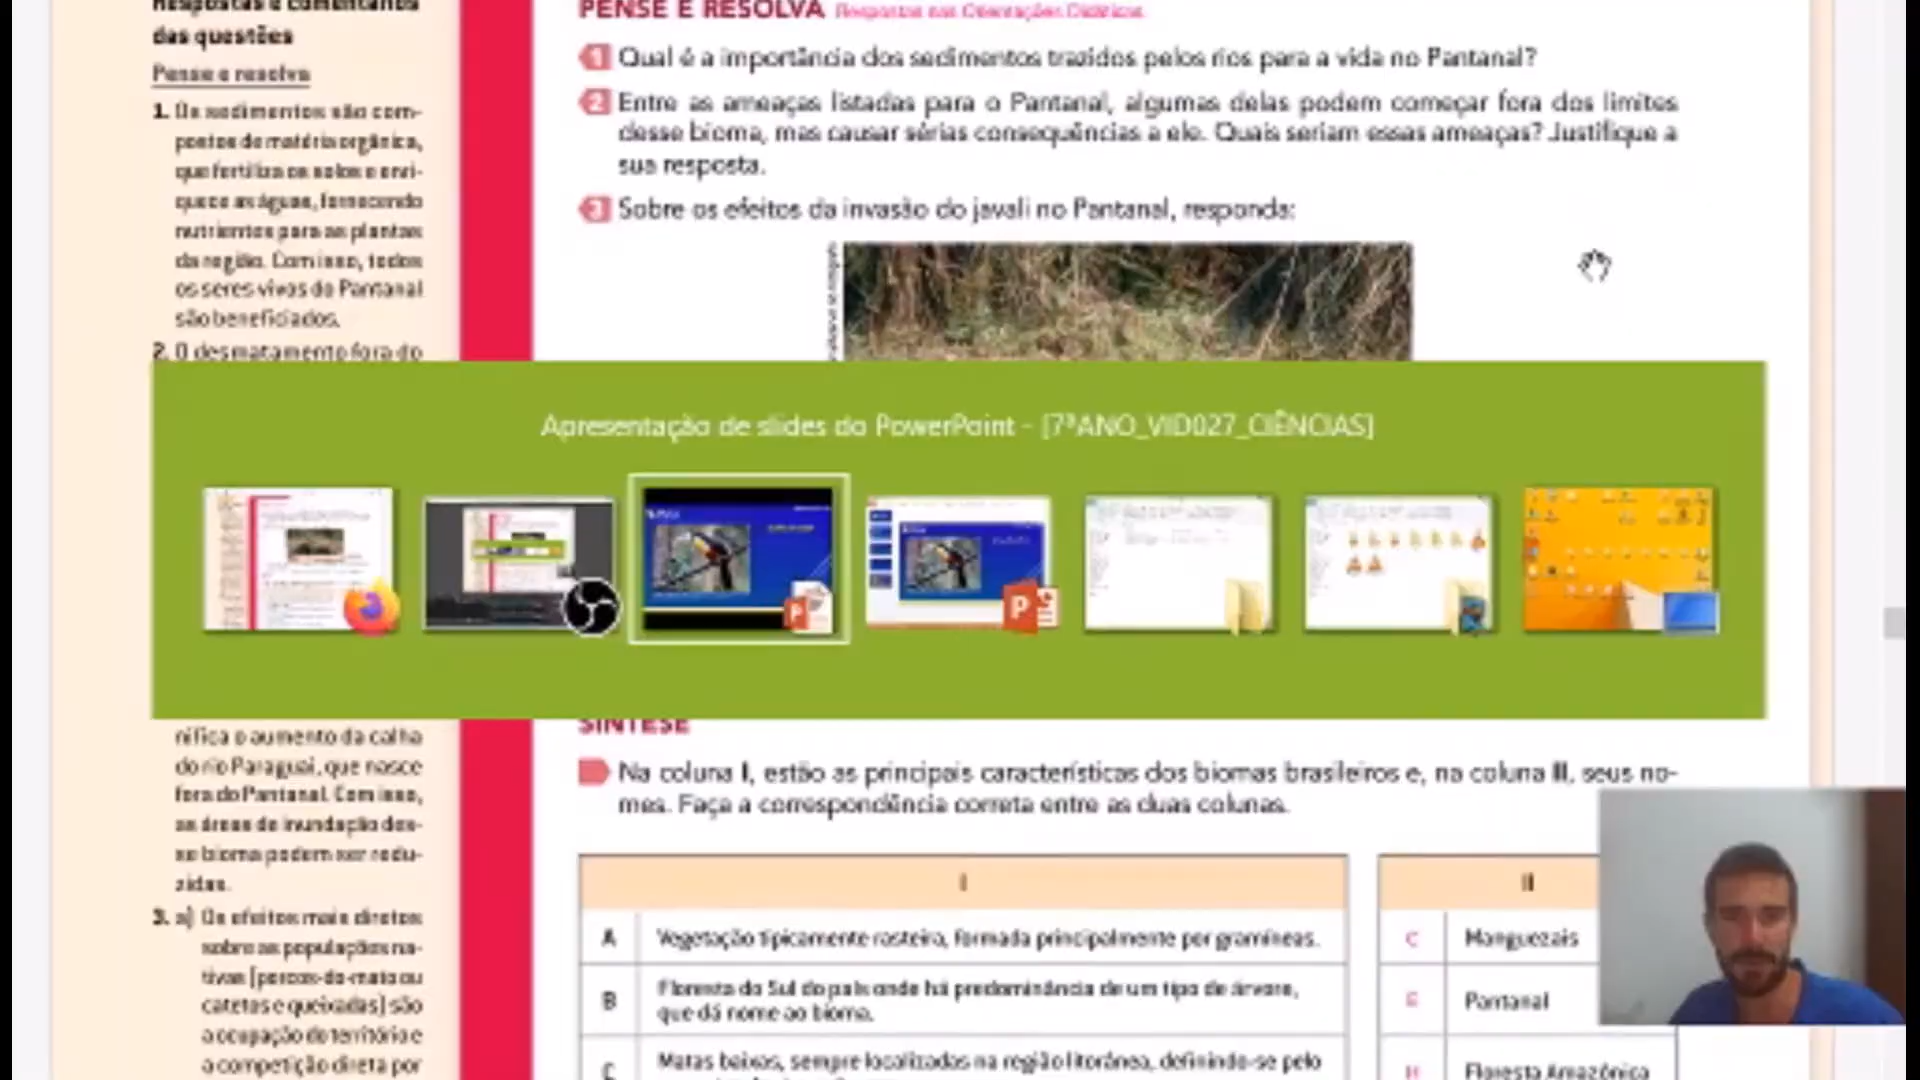 Respostas e comentários
das questões
Pense e resolva
1. Os sedimentos são com-
postos de matéria orgânica,
que fertiliza os solos e enri-
quece as águas, fornecendo
nutrientes para as plantas
da região. Com isso, todos
os seres vivos do Pantanal
são beneficiados.
2. O desmatamento fora do
nifica o aumento da calha
do rio Paraguai, que nasce
fora do Pantanal. Com isso,
as áreas de inundação des-
se bioma podem ser redu-
zidas.
3. a) Os efeitos mais diretos
sobre as populações na-
tivas (porcos-do-mato ou
catetos e queixadas) são
a ocupação do território e
a competição direta por
PENSE E RESOLVA Respostas nas Orientações Didáticas.
1 Qual é a importância dos sedimentos trazidos pelos rios para a vida no Pantanal?
2 Entre as ameaças listadas para o Pantanal, algumas delas podem começar fora dos limites
desse bioma, mas causar sérias consequências a ele. Quais seriam essas ameaças? Justifique a
sua resposta.
3 Sobre os efeitos da invasão do javali no Pantanal, responda:
Apresentação de slides do PowerPoint - [7ºANO_VID027_CIÊNCIAS]
SÍNTESE
Na coluna I, estão as principais características dos biomas brasileiros e, na coluna II, seus no-
mes. Faça a correspondência correta entre as duas colunas.
I
A Vegetação tipicamente rasteira, formada principalmente por gramíneas.
B Floresta do Sul do país onde há predominância de um tipo de árvore,
que dá nome ao bioma.
C Matas baixas, sempre localizadas na região litorânea, definindo-se pelo
II
C Manguezais
Pantanal
H Floresta Amazônica